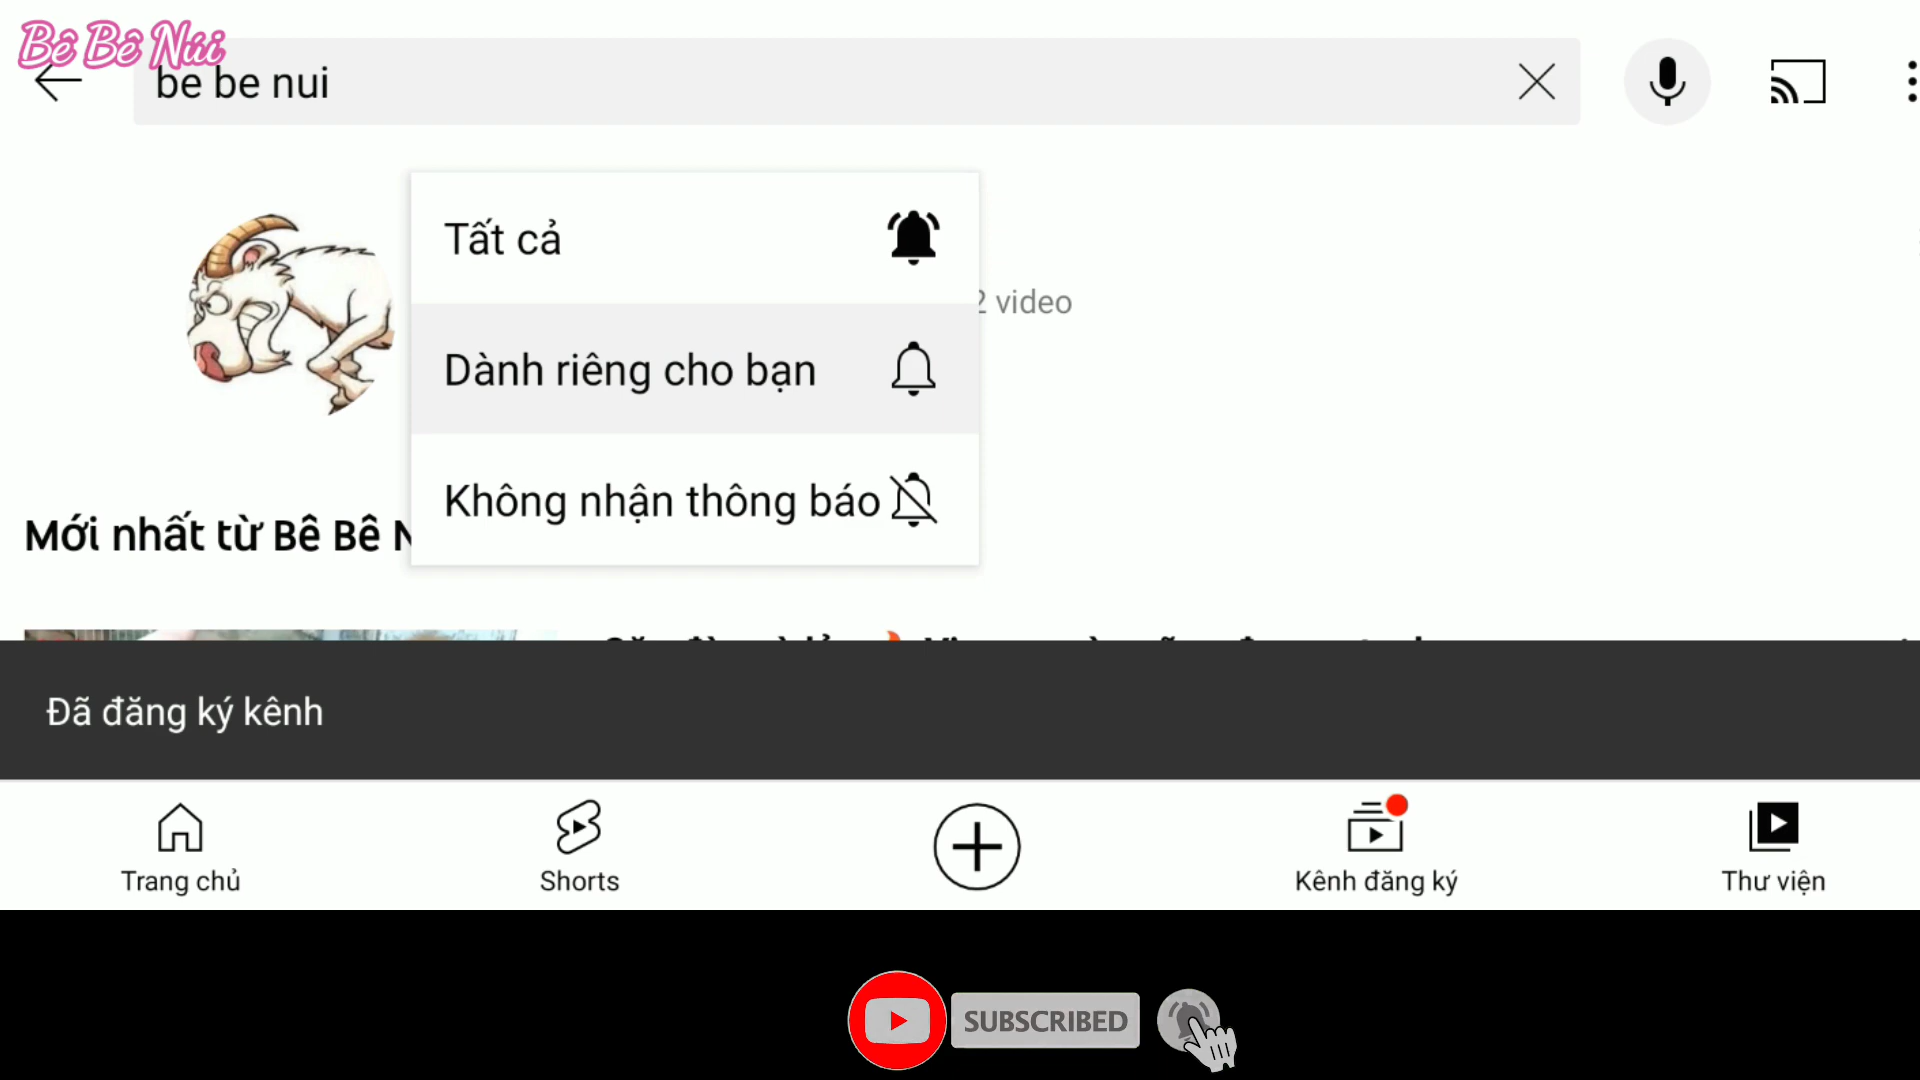 Bê Bê Núi
be be nui
Tất cả
video
Dành riêng cho bạn
Không nhận thông báo
Mới nhất từ Bê Bê
Đã đăng ký kênh
Trang chủ
Shorts
Kênh đăng ký
Thư viện
SUBSCRIBED